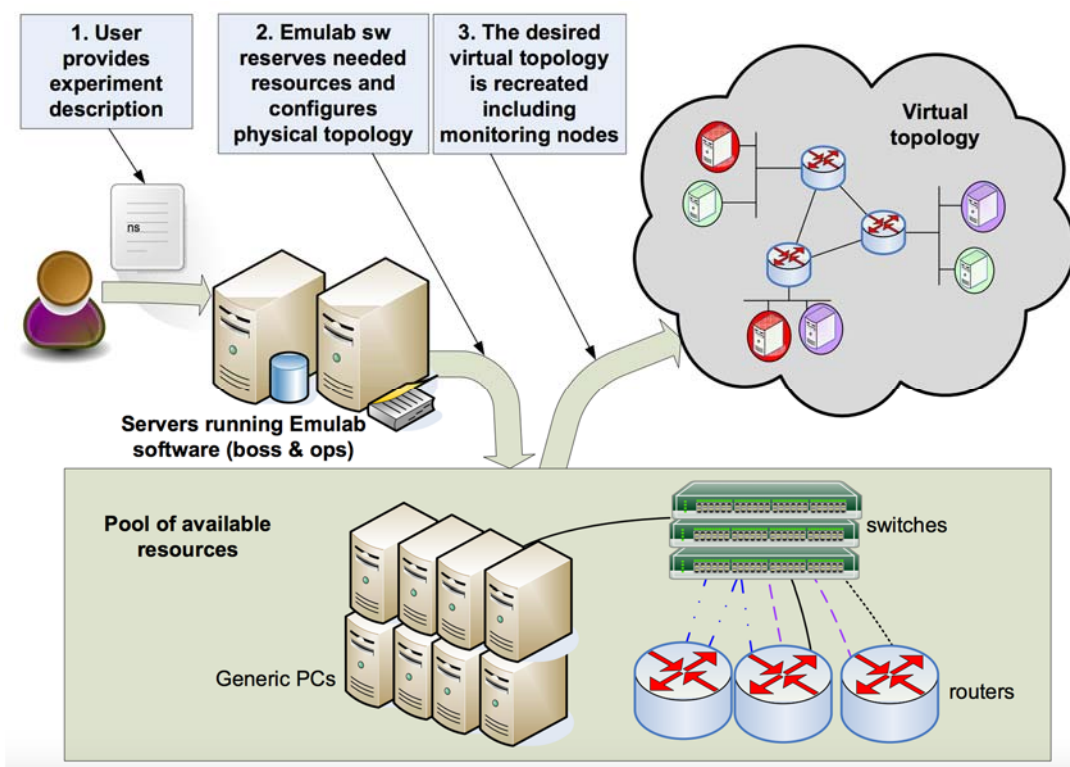 1. User
provides
experiment
description
2. Emulab sw
reserves needed
resources and
configures
physical topology
3. The desired
virtual topology
is recreated
including
monitoring nodes
Virtual
topology
ns
Servers running Emulab
software (boss & ops)
Pool of available
resources
switches
Generic PCs
routers